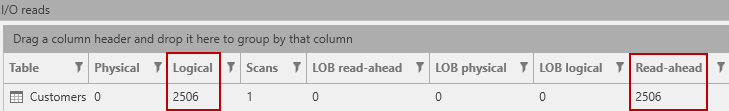 I/O reads
Drag a column header and drop it here to group by that column
Table Physical Logical Scans LOB read-ahead LOB physical LOB logical Read-ahead
Customers 0 2506 1 0 0 0 2506